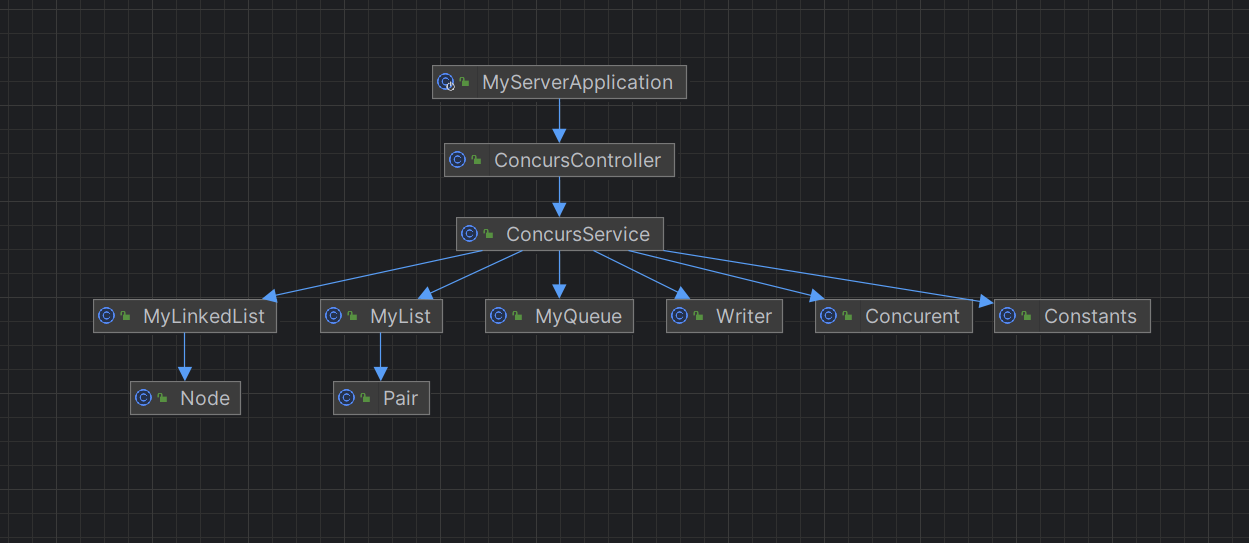 MyServerApplication
ConcursController
ConcursService
MyLinkedList MyList MyQueue Writer Concurent Constants
Node Pair